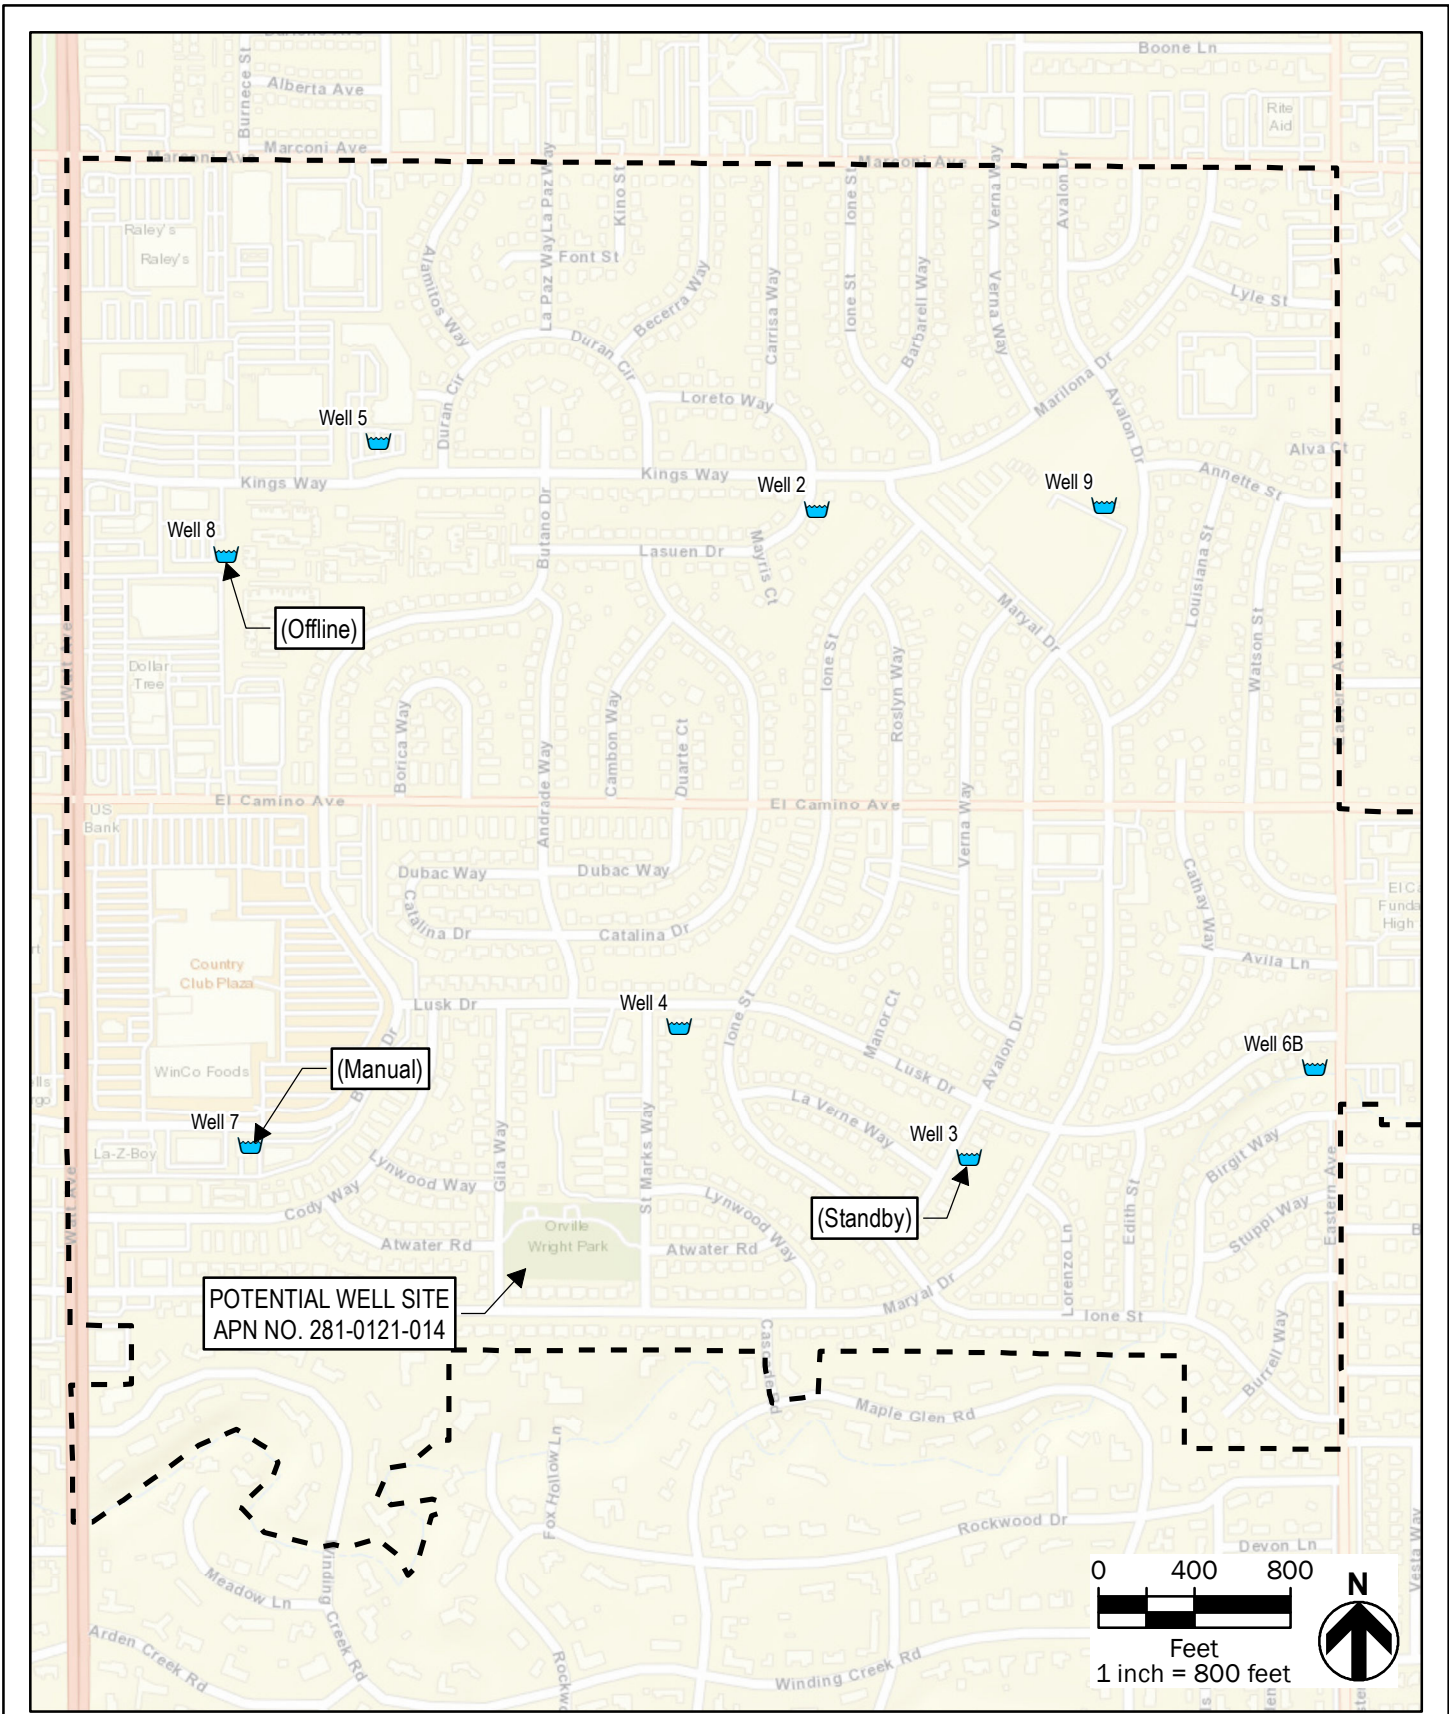 Boone Ln
Burnece St
Alberta Ave
Rite
Aid
Marconi Ave
Marconi Ave
Marconi Ave
La Paz Way
La Paz Way
Kino St
Ione St
Ione St
Verna Way
Verna Way
Avalon Dr
Raley's
Raley's
Font St
Alamitos Way
Becerra Way
Carrisa Way
Barbarell Way
Lyle St
Duran Cir
Duran Cir
Loreto Way
Marilona Dr
Avalon Dr
Well 5
Alva Ct
Annette St
Kings Way
Kings Way
Well 2
Well 9
Well 8
Butano Dr
Lasuen Dr
Mayris Ct
Louisiana St
(Offline)
Maryal Dr
Watson St
Ione St
Roslyn Way
Dollar
Tree
Watt Ave
Eastern Ave
Borica Way
Cambon Way
Duarte Ct
Andrade Way
Verna Way
US
Bank
El Camino Ave
El Camino Ave
Dubac Way
Dubac Way
Catalina Dr
Catalina Dr
Cathay Way
Avila Ln
Country
Club Plaza
Lusk Dr
Well 4
Ione St
Manor Ct
Lusk Dr
Avalon Dr
Well 6B
WinCo Foods
(Manual)
Well 7
La-Z-Boy
La Verne Way
Well 3
(Standby)
Birgit Way
Edith St
Stuppi Way
Eastern Ave
Lynwood Way
Gila Way
St Marks Way
Lynwood Way
Cody Way
Watt Ave
Atwater Rd
Orville
Wright Park
Atwater Rd
Lorenzo Ln
Maryal Dr
Ione St
POTENTIAL WELL SITE
APN NO. 281-0121-014
Burrell Way
Maple Glen Rd
Fox Hollow Ln
Rockwood Dr
Devon Ln
Vesta Way
Meadow Ln
Winding Creek Rd
Arden Creek Rd
Winding Creek Rd
0 400 800
Feet
1 inch = 800 feet
N